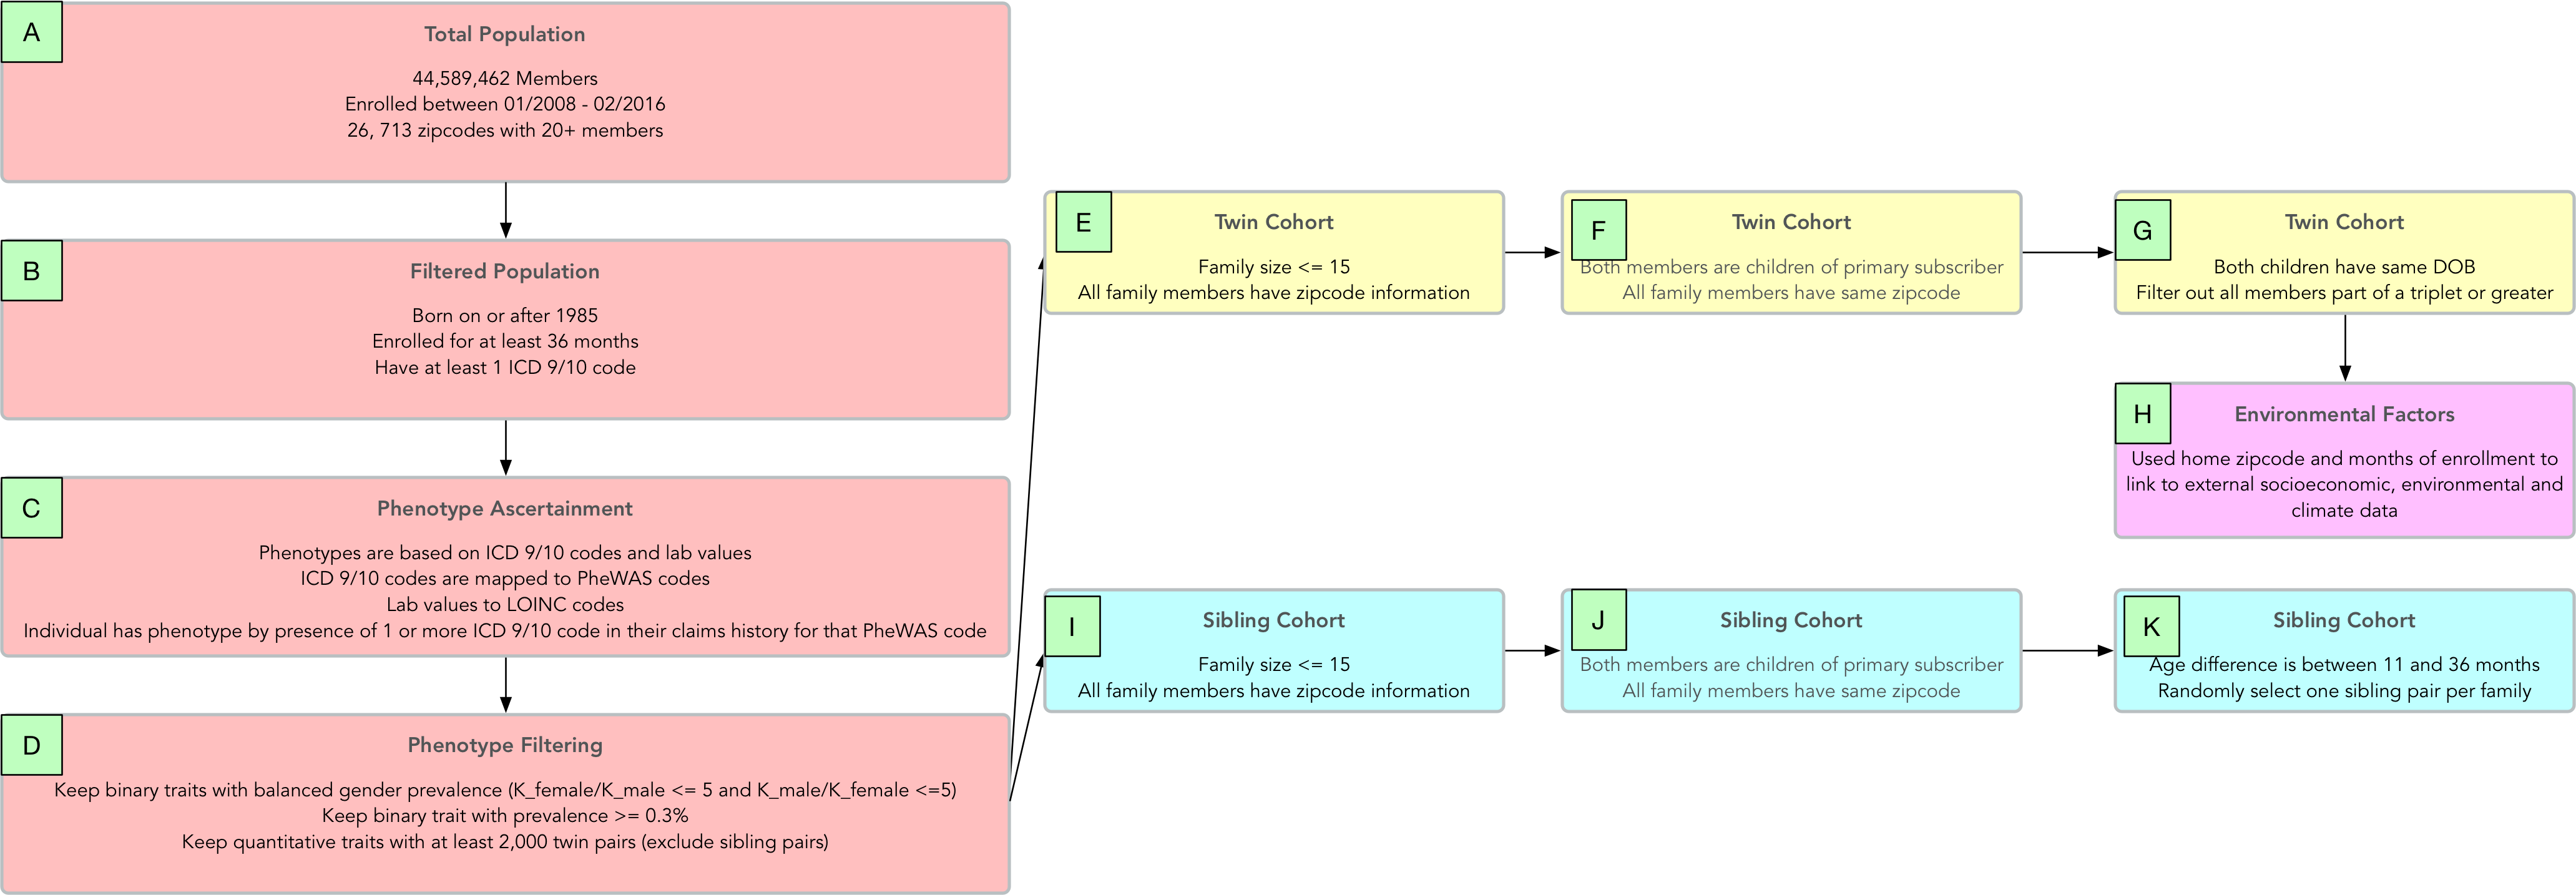 A
Total Population
44,589,462 Members
Enrolled between 01/2008 - 02/2016
26, 713 zipcodes with 20+ members
B
Filtered Population
Born on or after 1985
Enrolled for at least 36 months
Have at least 1 ICD 9/10 code
C
Phenotype Ascertainment
Phenotypes are based on ICD 9/10 codes and lab values
ICD 9/10 codes are mapped to PheWAS codes
Lab values to LOINC codes
Individual has phenotype by presence of 1 or more ICD 9/10 code in their claims history for that PheWAS code
D
Phenotype Filtering
Keep binary traits with balanced gender prevalence (K_female/K_male <= 5 and K_male/K_female <=5)
Keep binary trait with prevalence >= 0.3%
Keep quantitative traits with at least 2,000 twin pairs (exclude sibling pairs)
E
Twin Cohort
Family size <= 15
All family members have zipcode information
F
Twin Cohort
Both members are children of primary subscriber
All family members have same zipcode
G
Twin Cohort
Both children have same DOB
Filter out all members part of a triplet or greater
H
Environmental Factors
Used home zipcode and months of enrollment to
link to external socioeconomic, environmental and
climate data
I
Sibling Cohort
Family size <= 15
All family members have zipcode information
J
Sibling Cohort
Both members are children of primary subscriber
All family members have same zipcode
K
Sibling Cohort
Age difference is between 11 and 36 months
Randomly select one sibling pair per family